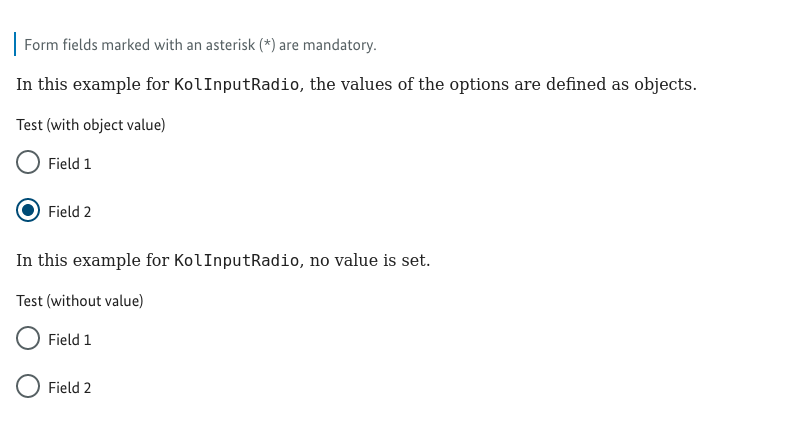 Form fields marked with an asterisk (*) are mandatory.
In this example for KolInputRadio, the values of the options are defined as objects.
Test (with object value)
Field 1
Field 2
In this example for KolInputRadio, no value is set.
Test (without value)
Field 1
Field 2